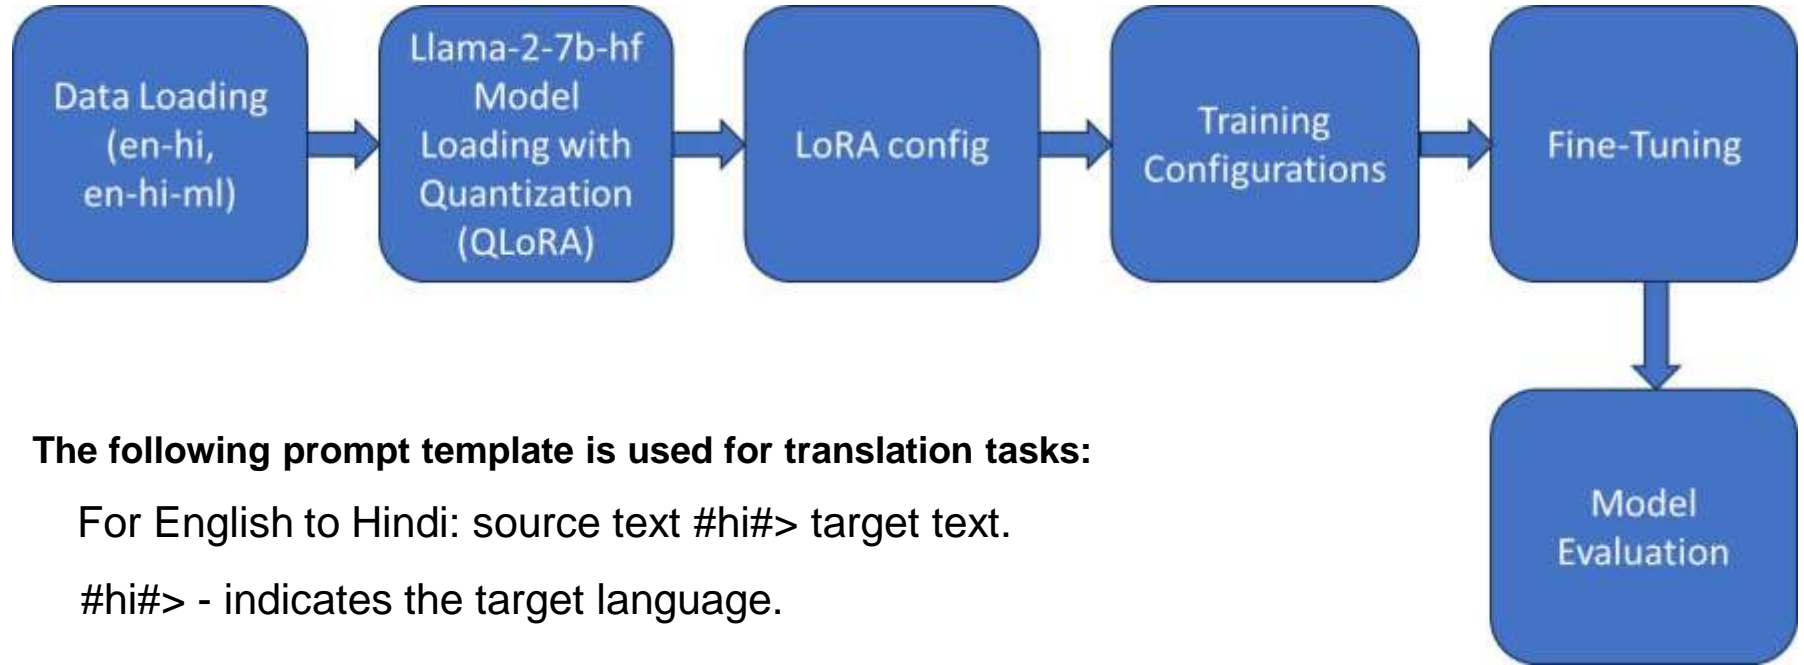 Data Loading
(en-hi,
en-hi-ml)
Llama-2-7b-hf
Model
Loading with
Quantization
(QLoRA)
LoRA config
Training
Configurations
Fine-Tuning
Model
Evaluation
The following prompt template is used for translation tasks:
For English to Hindi: source text #hi#> target text.
#hi#> - indicates the target language.